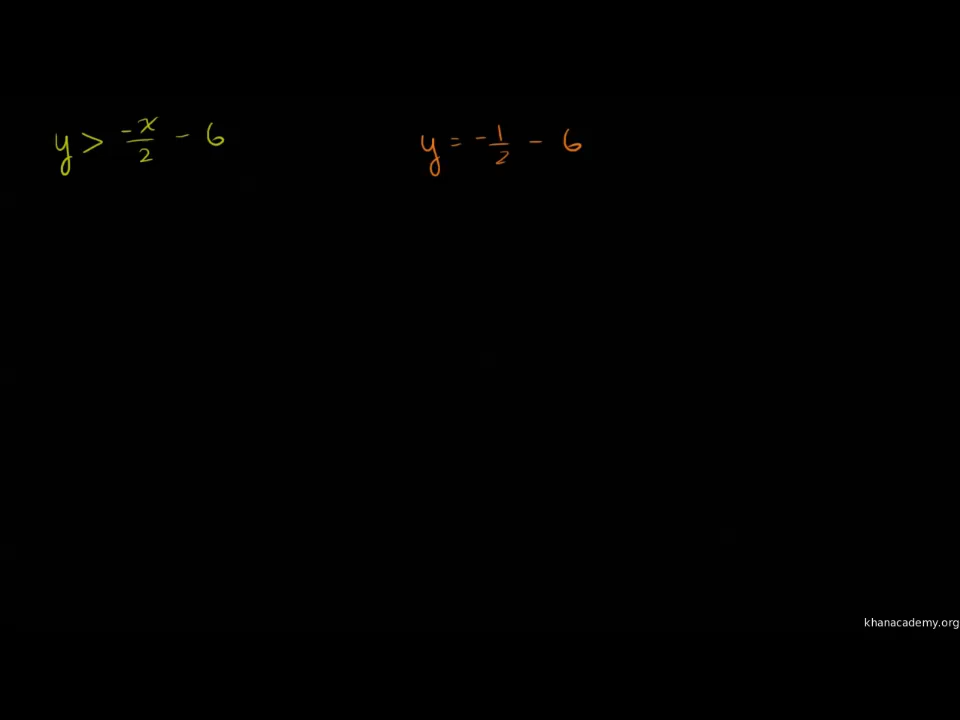 y > -x/2 - 6
y = -1/2 - 6
khanacademy.org